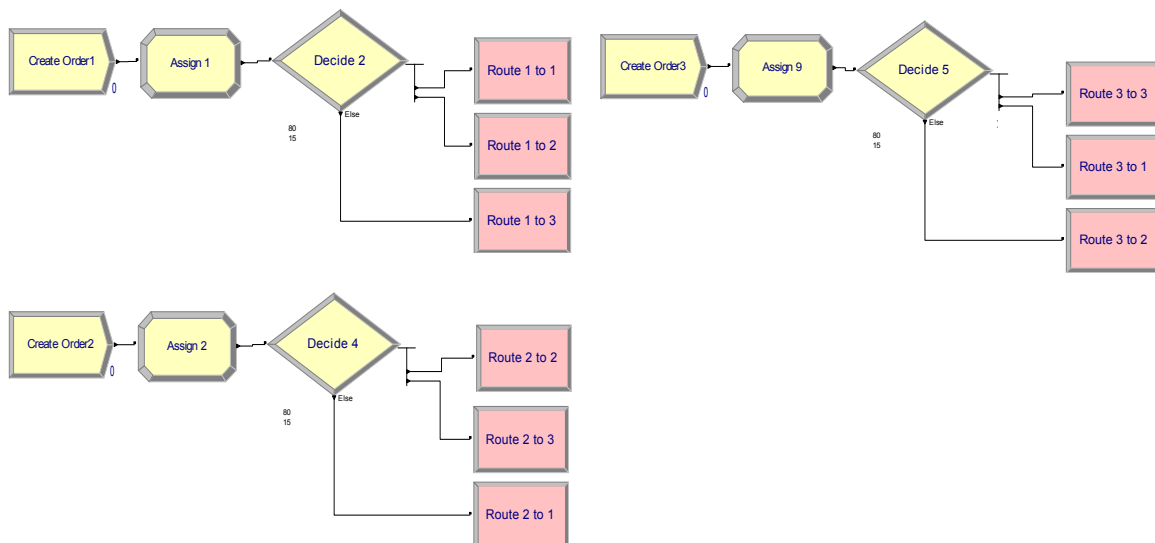 Create Order1
0
Assign 1
Decide 2
Else
80
15
Route 1 to 1
Route 1 to 2
Route 1 to 3
Create Order3
0
Assign 9
Decide 5
Else
80
15
Route 3 to 3
Route 3 to 1
Route 3 to 2
Create Order2
0
Assign 2
Decide 4
Else
80
15
Route 2 to 2
Route 2 to 3
Route 2 to 1